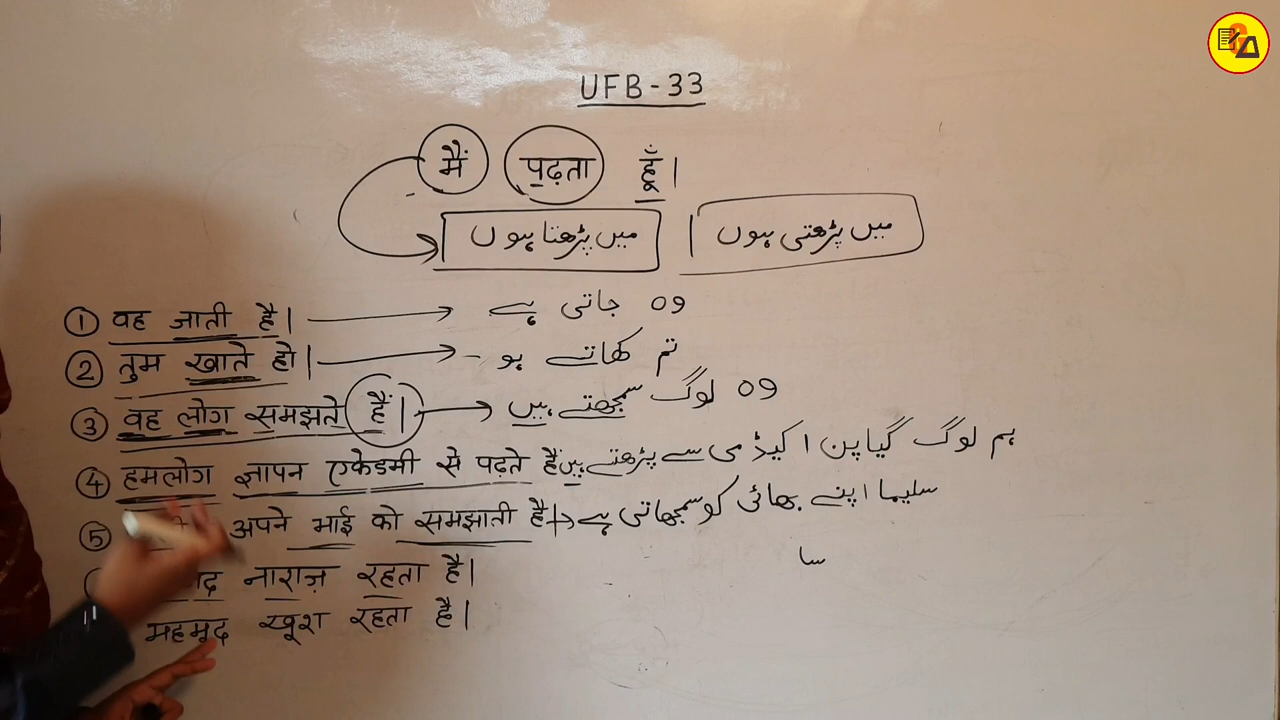 UFB-33
मैं पढ़ता हूँ।
میں پڑھتا ہوں | میں پڑھتی ہوں
① वह जाती है। → وہ جاتی ہے
② तुम खाते हो। → تم کھاتے ہو -
③ वह लोग समझते हैं। → وہ لوگ سمجھتے ہیں
④ हमलोग ज्ञापन एकेडमी से पढ़ते हैं ہم لوگ گیاپن اکیڈمی سے پڑھتے ہیں
⑤ अपने भाई को समझाती है। → سلیما اپنے بھائی کو سمجھاتی ہے
سا
नाराज़ रहता है।
महमूद खूश रहता है।